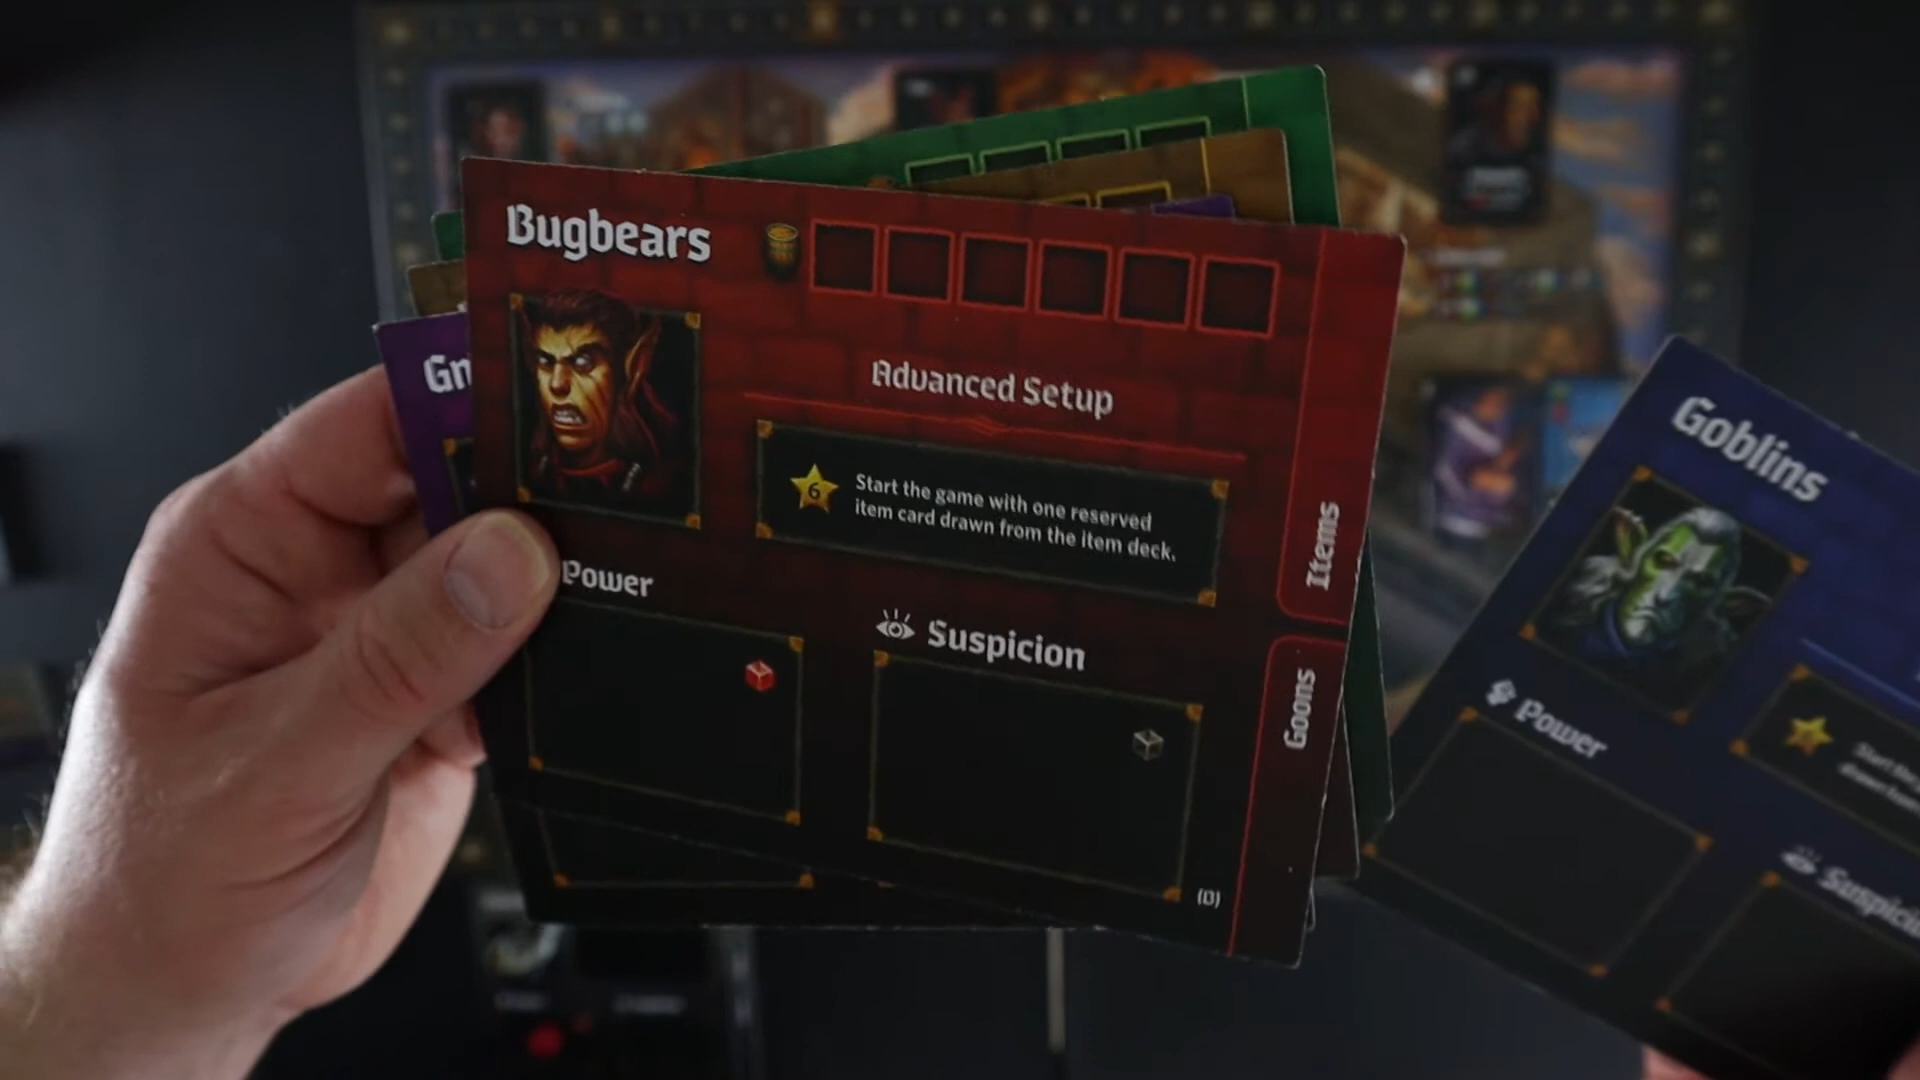 Bugbears
Advanced Setup
6
Start the game with one reserved
item card drawn from the item deck.
Power
Suspicion
Items
Goons
(D)
Gn
Goblins
Power